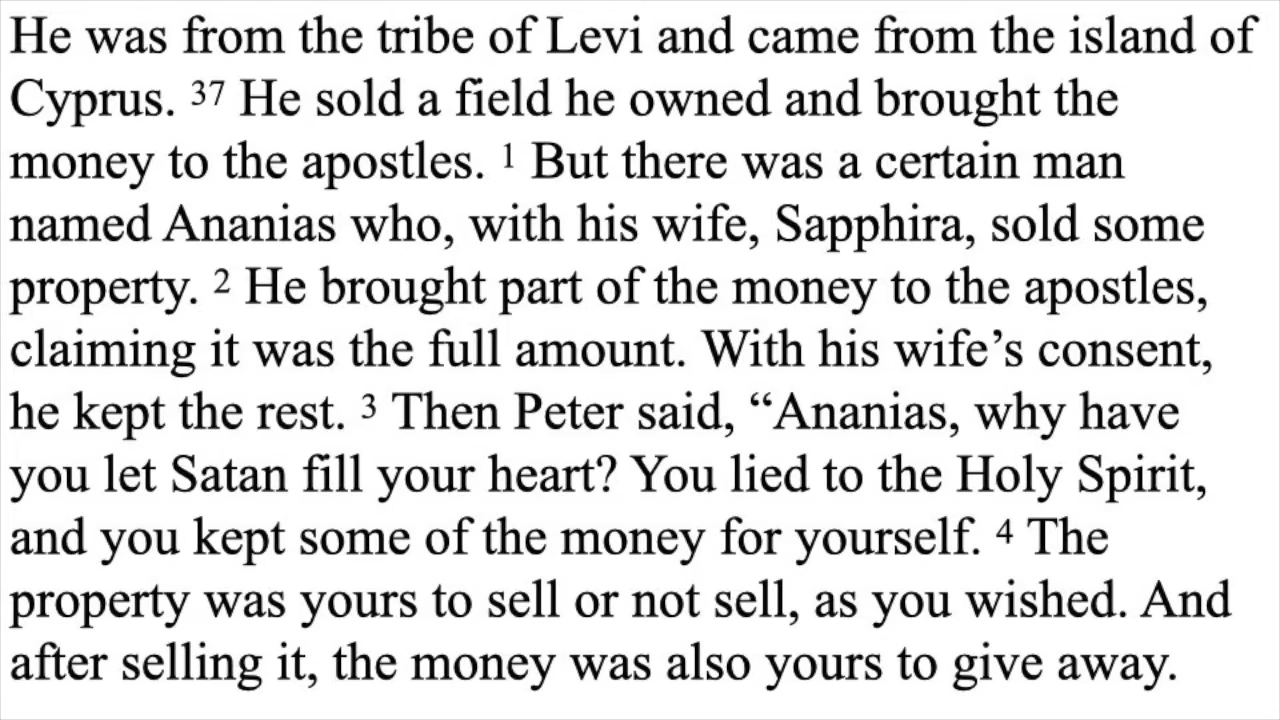 He was from the tribe of Levi and came from the island of
Cyprus. 37 He sold a field he owned and brought the
money to the apostles. 1 But there was a certain man
named Ananias who, with his wife, Sapphira, sold some
property. 2 He brought part of the money to the apostles,
claiming it was the full amount. With his wife’s consent,
he kept the rest. 3 Then Peter said, “Ananias, why have
you let Satan fill your heart? You lied to the Holy Spirit,
and you kept some of the money for yourself. 4 The
property was yours to sell or not sell, as you wished. And
after selling it, the money was also yours to give away.